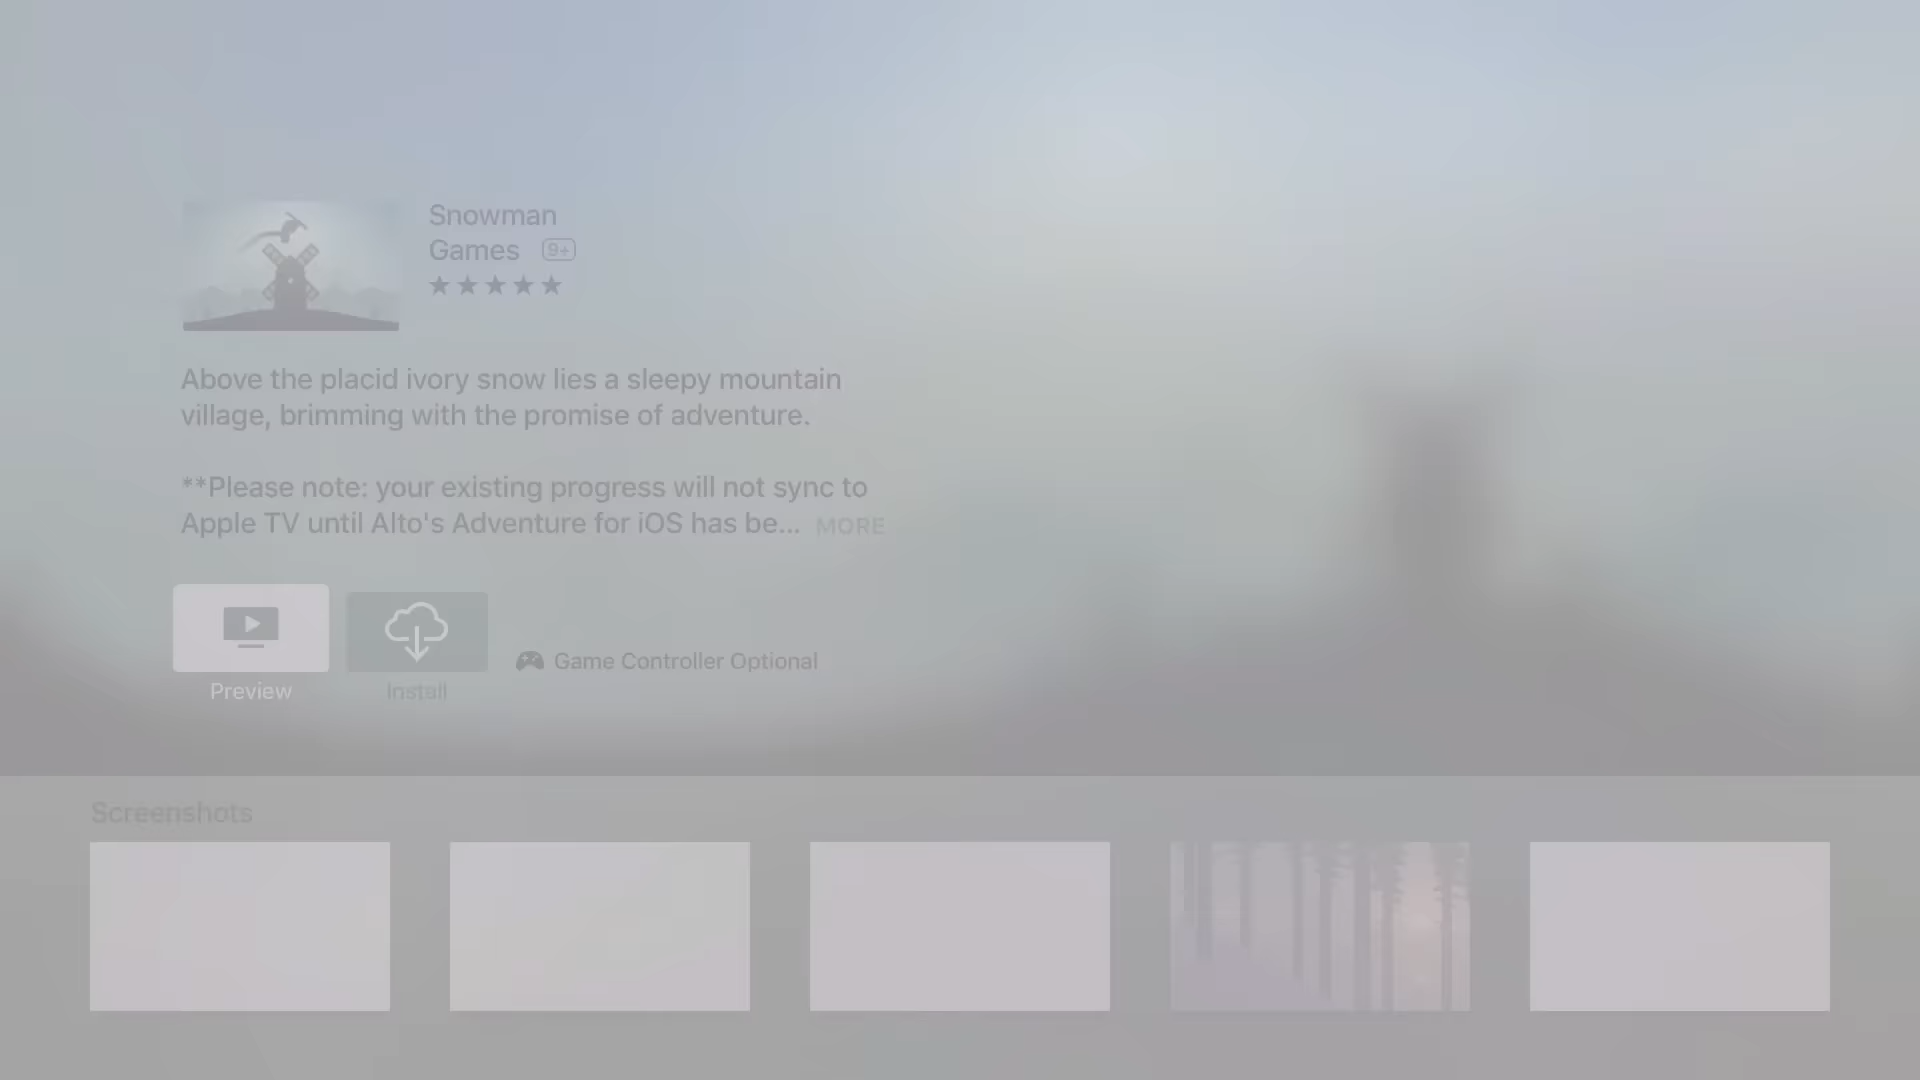 Snowman
Games 9+
Above the placid ivory snow lies a sleepy mountain
village, brimming with the promise of adventure.
**Please note: your existing progress will not sync to
Apple TV until Alto's Adventure for iOS has be... MORE
Game Controller Optional
Preview
Install
Screenshots